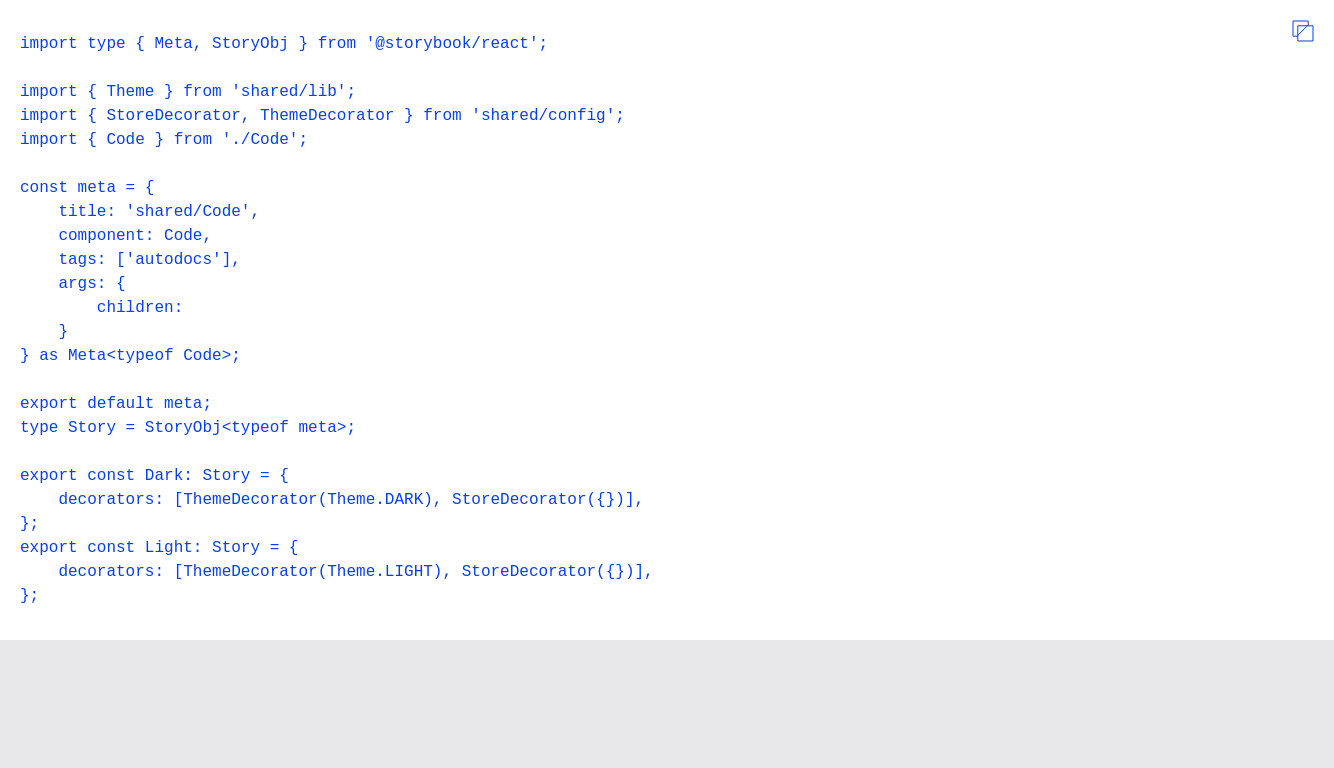 import type { Meta, StoryObj } from '@storybook/react';

import { Theme } from 'shared/lib';
import { StoreDecorator, ThemeDecorator } from 'shared/config';
import { Code } from './Code';

const meta = {
    title: 'shared/Code',
    component: Code,
    tags: ['autodocs'],
    args: {
        children:
    }
} as Meta<typeof Code>;

export default meta;
type Story = StoryObj<typeof meta>;

export const Dark: Story = {
    decorators: [ThemeDecorator(Theme.DARK), StoreDecorator({})],
};
export const Light: Story = {
    decorators: [ThemeDecorator(Theme.LIGHT), StoreDecorator({})],
};